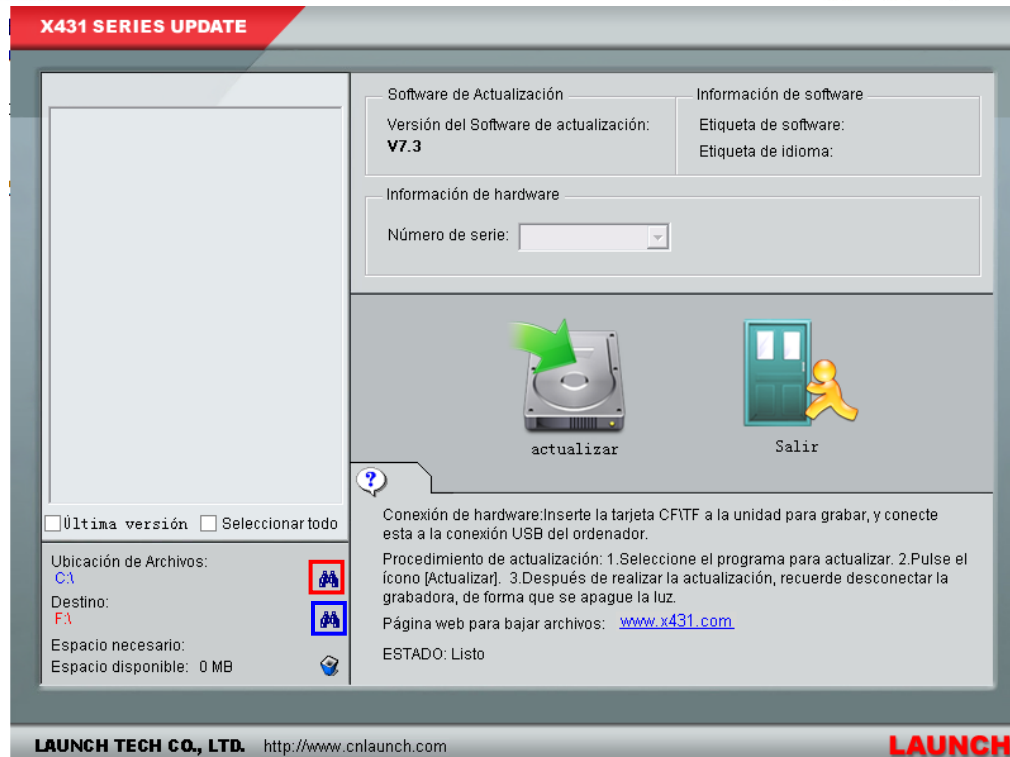 X431 SERIES UPDATE
Software de Actualización
Versión del Software de actualización:
V7.3
Información de software
Etiqueta de software:
Etiqueta de idioma:
Información de hardware
Número de serie:
actualizar
Salir
Última versión
Seleccionar todo
Ubicación de Archivos:
C:\
Destino:
F:\
Espacio necesario:
Espacio disponible: 0 MB
?
Conexión de hardware:Inserte la tarjeta CF\TF a la unidad para grabar, y conecte
esta a la conexión USB del ordenador.
Procedimiento de actualización: 1.Seleccione el programa para actualizar. 2.Pulse el
ícono [Actualizar]. 3.Después de realizar la actualización, recuerde desconectar la
grabadora, de forma que se apague la luz.
Página web para bajar archivos: www.x431.com
ESTADO: Listo
LAUNCH TECH CO., LTD. http://www.cnlaunch.com
LAUNCH